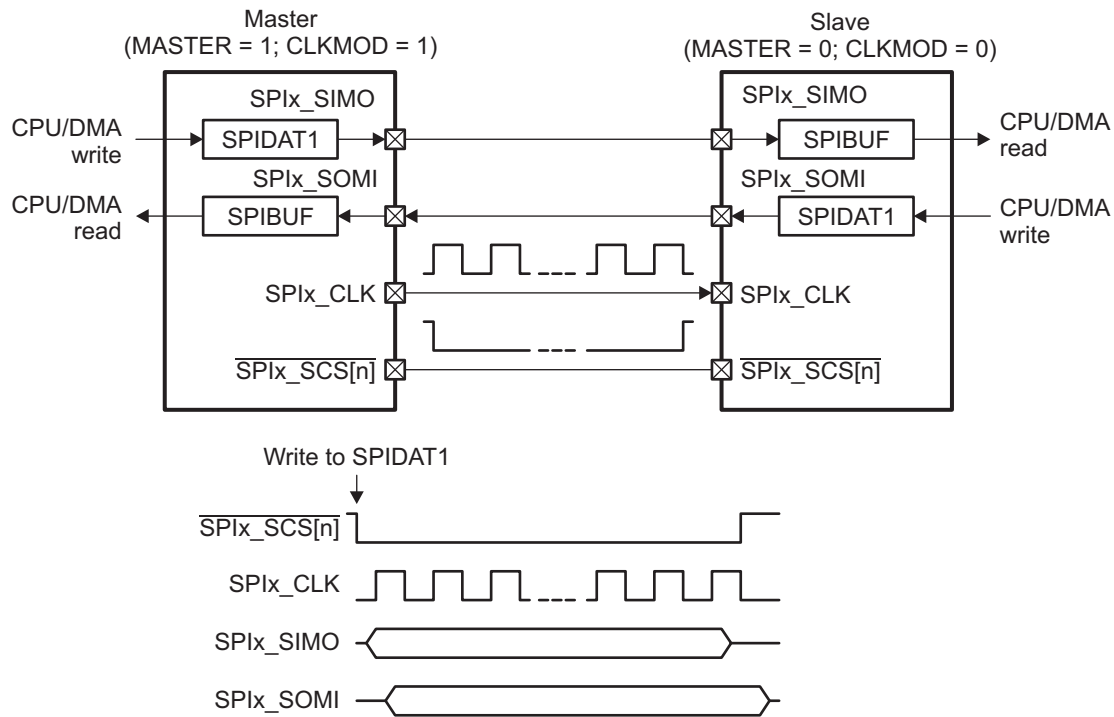 Master
(MASTER = 1; CLKMOD = 1)
Slave
(MASTER = 0; CLKMOD = 0)
SPIx_SIMO
SPIx_SIMO
CPU/DMA
write
SPIDAT1
SPIBUF
CPU/DMA
read
SPIx_SOMI
SPIx_SOMI
CPU/DMA
read
SPIBUF
SPIDAT1
CPU/DMA
write
SPIx_CLK
SPIx_CLK
SPIx_SCS[n]
SPIx_SCS[n]
Write to SPIDAT1
SPIx_SCS[n]
SPIx_CLK
SPIx_SIMO
SPIx_SOMI